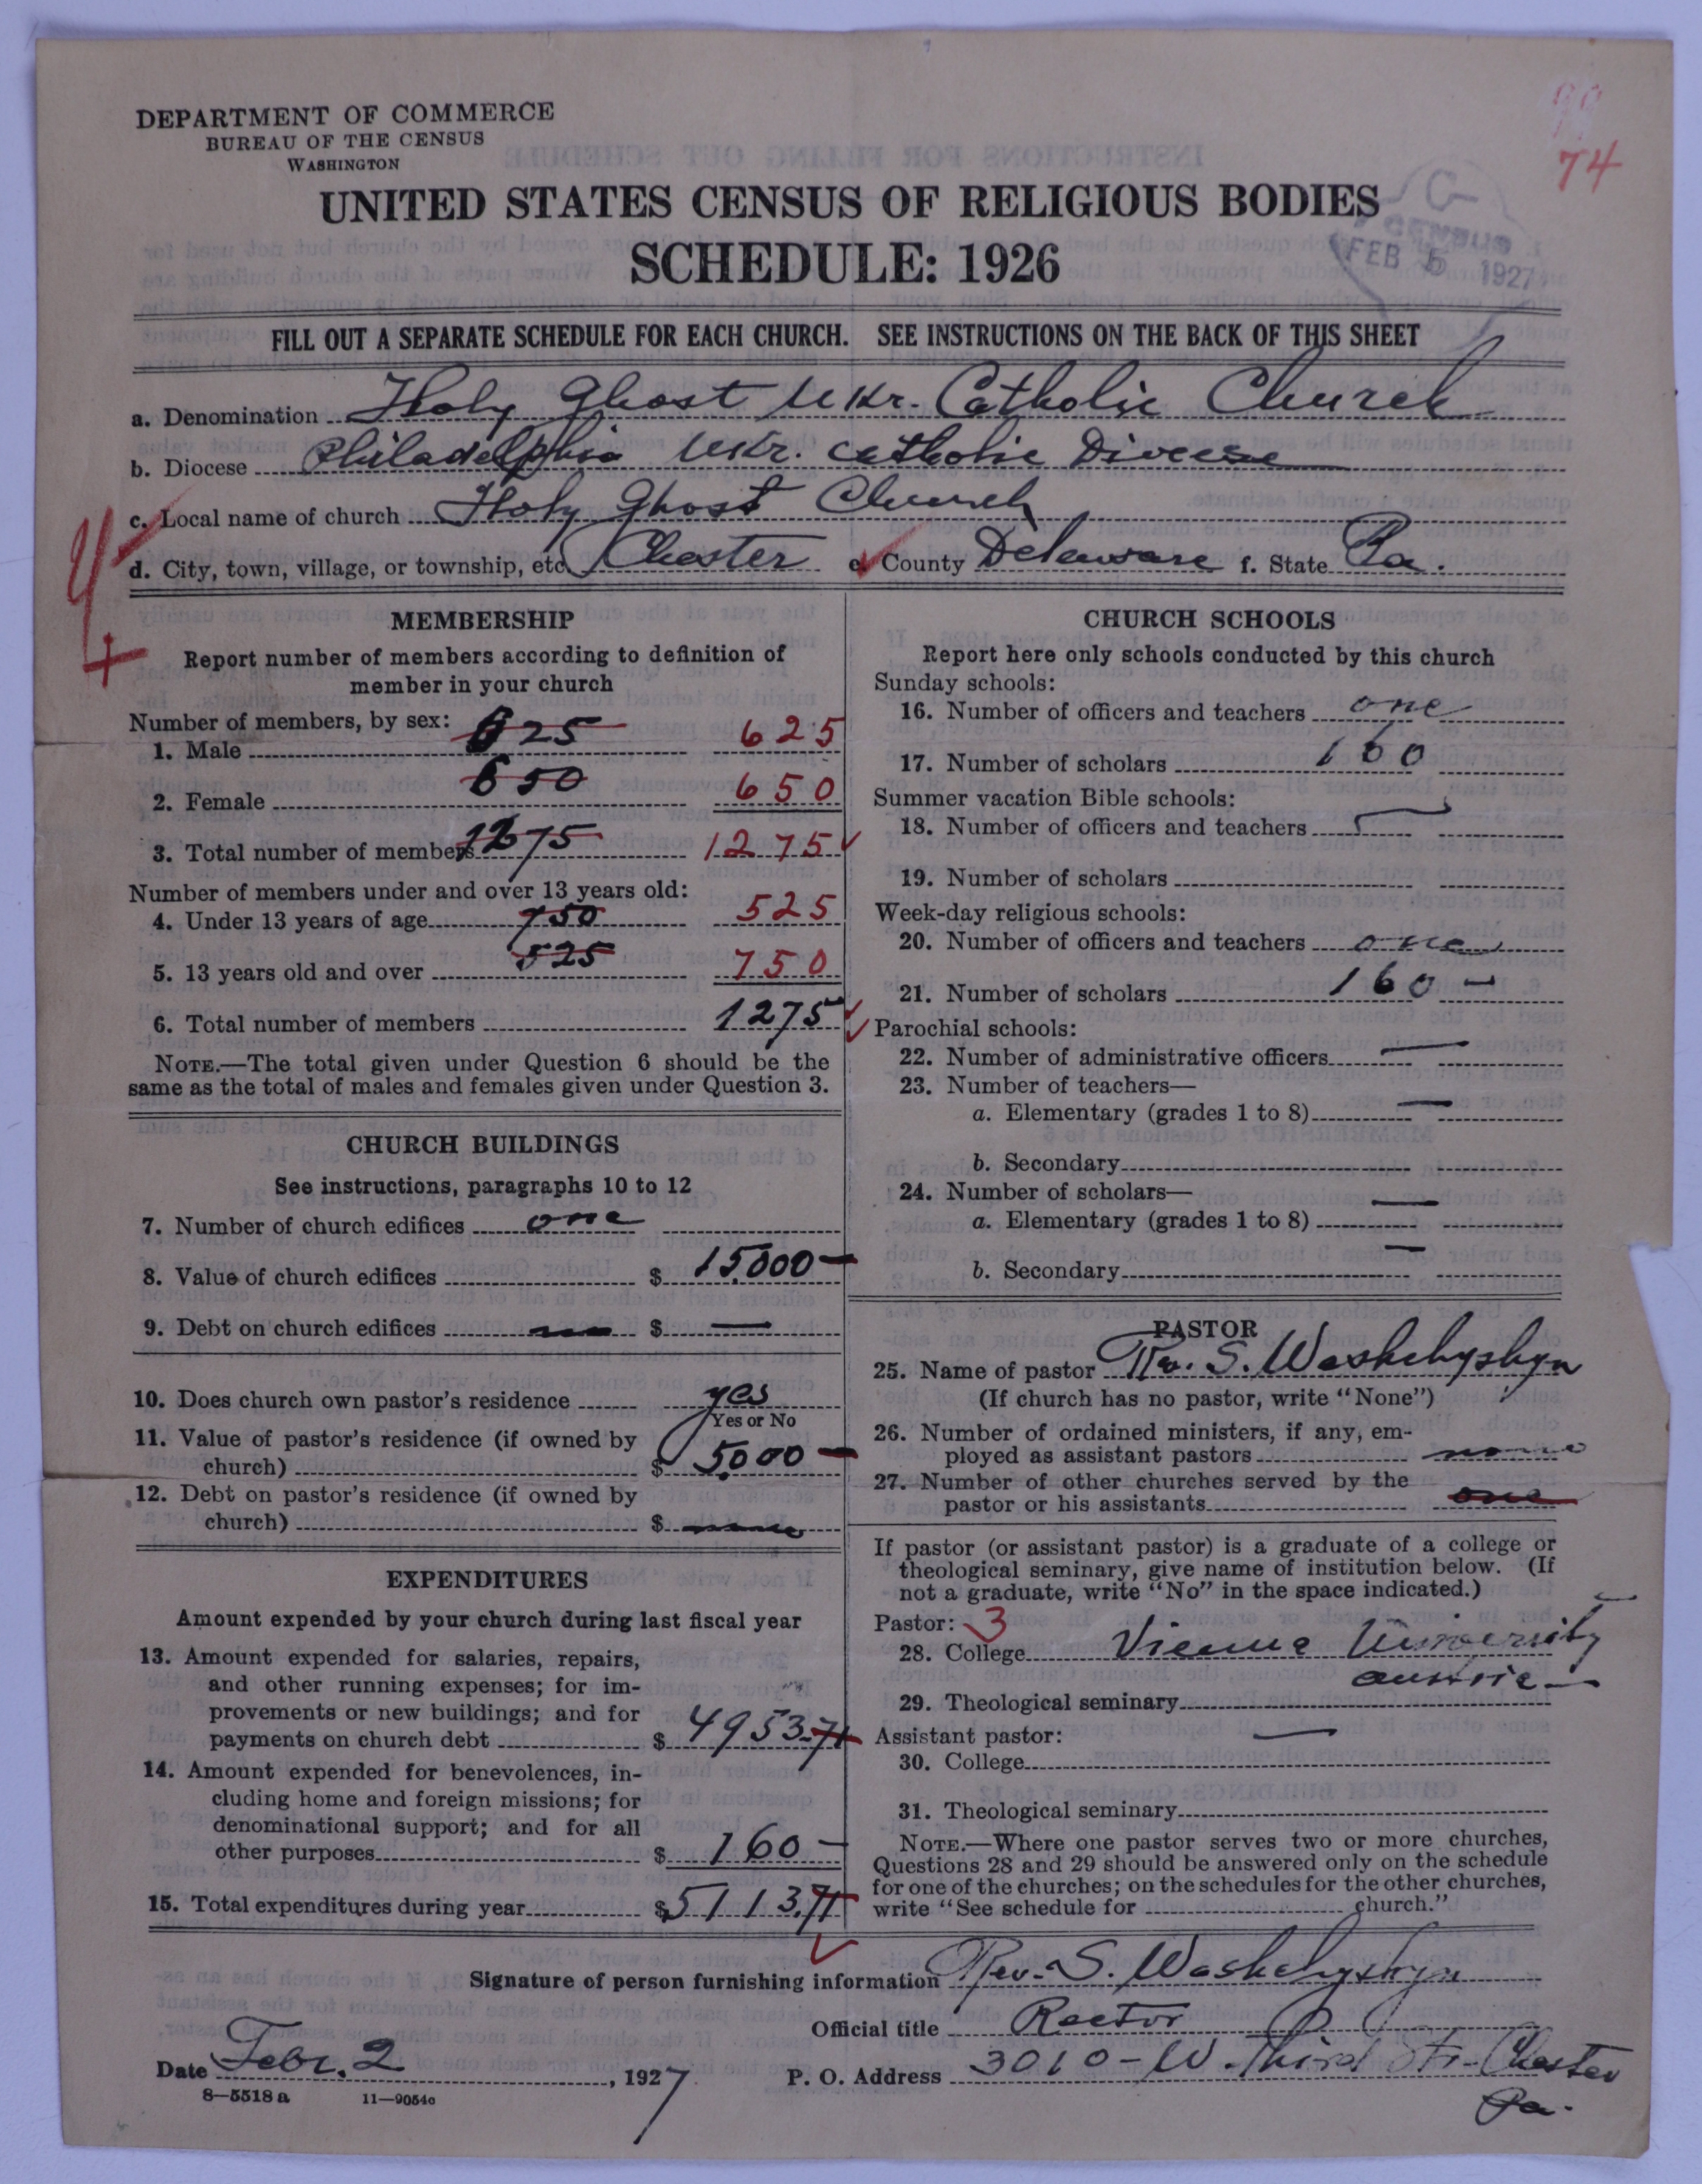 DEPARTMENT OF COMMERCE
BUREAU OF THE CENSUS
WASHINGTON
74
UNITED STATES CENSUS OF RELIGIOUS BODIES
SCHEDULE: 1926
CENSUS
FEB 5 1927
FILL OUT A SEPARATE SCHEDULE FOR EACH CHURCH. SEE INSTRUCTIONS ON THE BACK OF THIS SHEET
a. Denomination Holy Ghost Ukr. Catholic Church
b. Diocese Philadelphia Ukr. Catholic Diocese
c. Local name of church Holy Ghost Church
d. City, town, village, or township, etc. Chester e. County Delaware f. State Pa.
MEMBERSHIP
Report number of members according to definition of
member in your church
Number of members, by sex:
1. Male 625 625
2. Female 650 650
3. Total number of members 1275 1275
Number of members under and over 13 years old:
4. Under 13 years of age 750 525
5. 13 years old and over 525 750
6. Total number of members 1275
NOTE.—The total given under Question 6 should be the
same as the total of males and females given under Question 3.
CHURCH BUILDINGS
See instructions, paragraphs 10 to 12
7. Number of church edifices one
8. Value of church edifices $ 15000 —
9. Debt on church edifices — $ —
10. Does church own pastor's residence yes
Yes or No
11. Value of pastor's residence (if owned by
church) $ 5000 —
12. Debt on pastor's residence (if owned by
church) $ none
EXPENDITURES
Amount expended by your church during last fiscal year
13. Amount expended for salaries, repairs,
and other running expenses; for im-
provements or new buildings; and for
payments on church debt $ 4953.71
14. Amount expended for benevolences, in-
cluding home and foreign missions; for
denominational support; and for all
other purposes $ 160 —
15. Total expenditures during year $ 5113.71
CHURCH SCHOOLS
Report here only schools conducted by this church
Sunday schools:
16. Number of officers and teachers one
17. Number of scholars 160
Summer vacation Bible schools:
18. Number of officers and teachers —
19. Number of scholars
Week-day religious schools:
20. Number of officers and teachers one
21. Number of scholars 160 —
Parochial schools:
22. Number of administrative officers —
23. Number of teachers—
a. Elementary (grades 1 to 8) —
b. Secondary
24. Number of scholars—
a. Elementary (grades 1 to 8) —
b. Secondary —
PASTOR
25. Name of pastor Rev. S. Waskchyshyn
(If church has no pastor, write "None")
26. Number of ordained ministers, if any, em-
ployed as assistant pastors none
27. Number of other churches served by the
pastor or his assistants one
If pastor (or assistant pastor) is a graduate of a college or
theological seminary, give name of institution below. (If
not a graduate, write "No" in the space indicated.)
Pastor: 3
28. College Vienna University
Austria —
29. Theological seminary
Assistant pastor: —
30. College
31. Theological seminary
NOTE.—Where one pastor serves two or more churches,
Questions 28 and 29 should be answered only on the schedule
for one of the churches; on the schedules for the other churches,
write "See schedule for church."
Signature of person furnishing information Rev. S. Waskchyshyn
Official title Rector
Date Febr. 2, 1927 P. O. Address 3010 - W. Third Str. - Chester
Pa.
8—5518 a 11—9054c